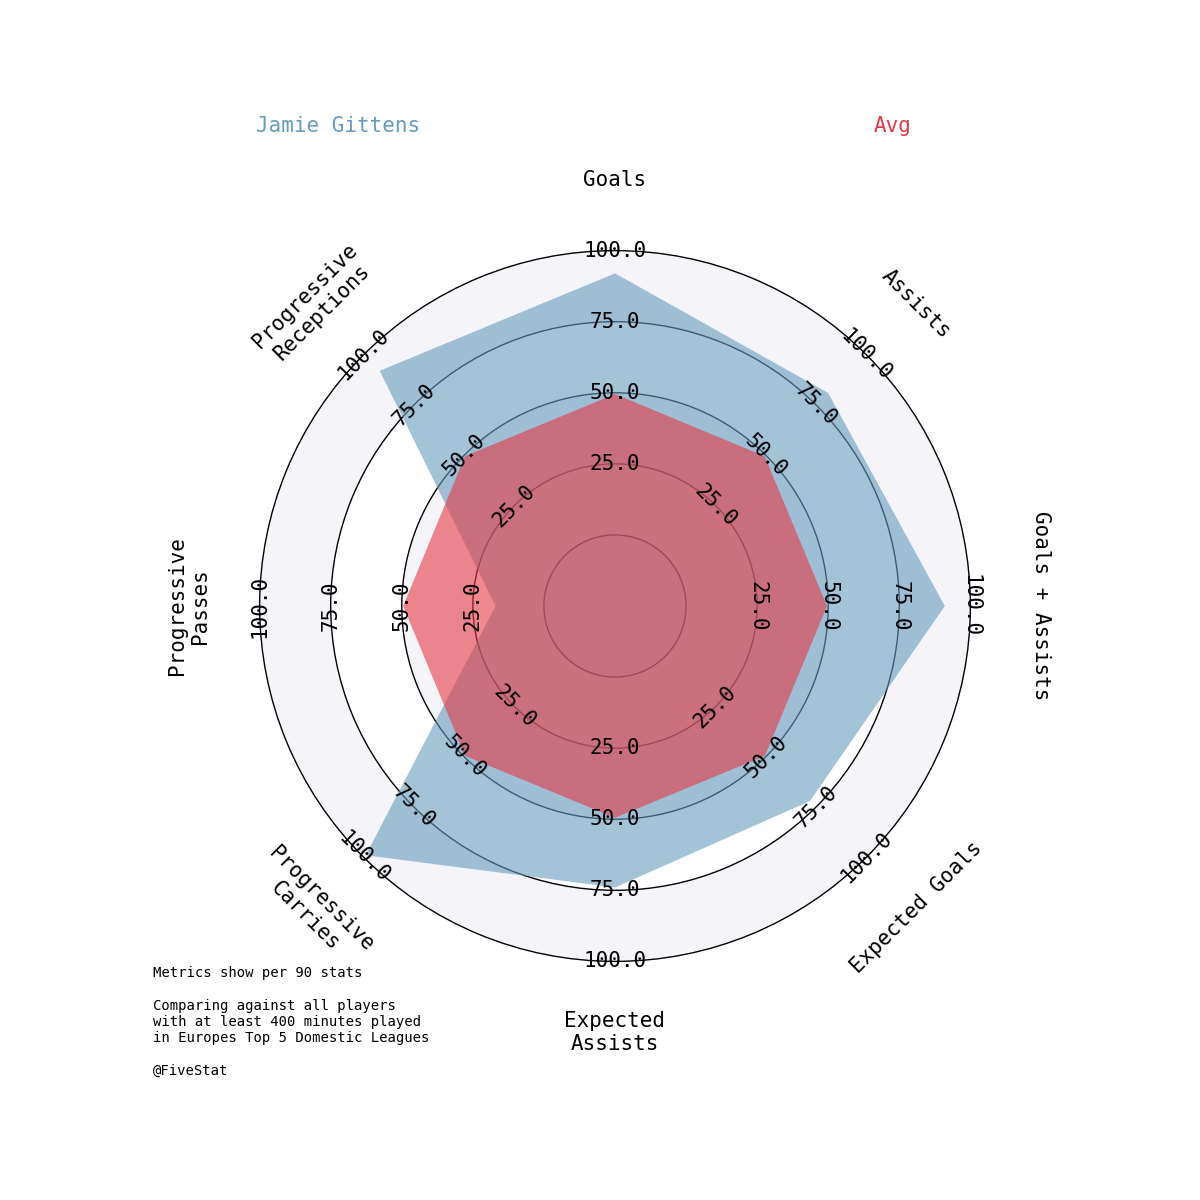 Jamie Gittens
Avg
Goals
Assists
Goals + Assists
Expected Goals
Expected
Assists
Progressive
Carries
Progressive
Passes
Progressive
Receptions
25.0
50.0
75.0
100.0
25.0
50.0
75.0
100.0
25.0
50.0
75.0
100.0
25.0
50.0
75.0
100.0
25.0
50.0
75.0
100.0
25.0
50.0
75.0
100.0
25.0
50.0
75.0
100.0
25.0
50.0
75.0
100.0
Metrics show per 90 stats
Comparing against all players
with at least 400 minutes played
in Europes Top 5 Domestic Leagues
@FiveStat